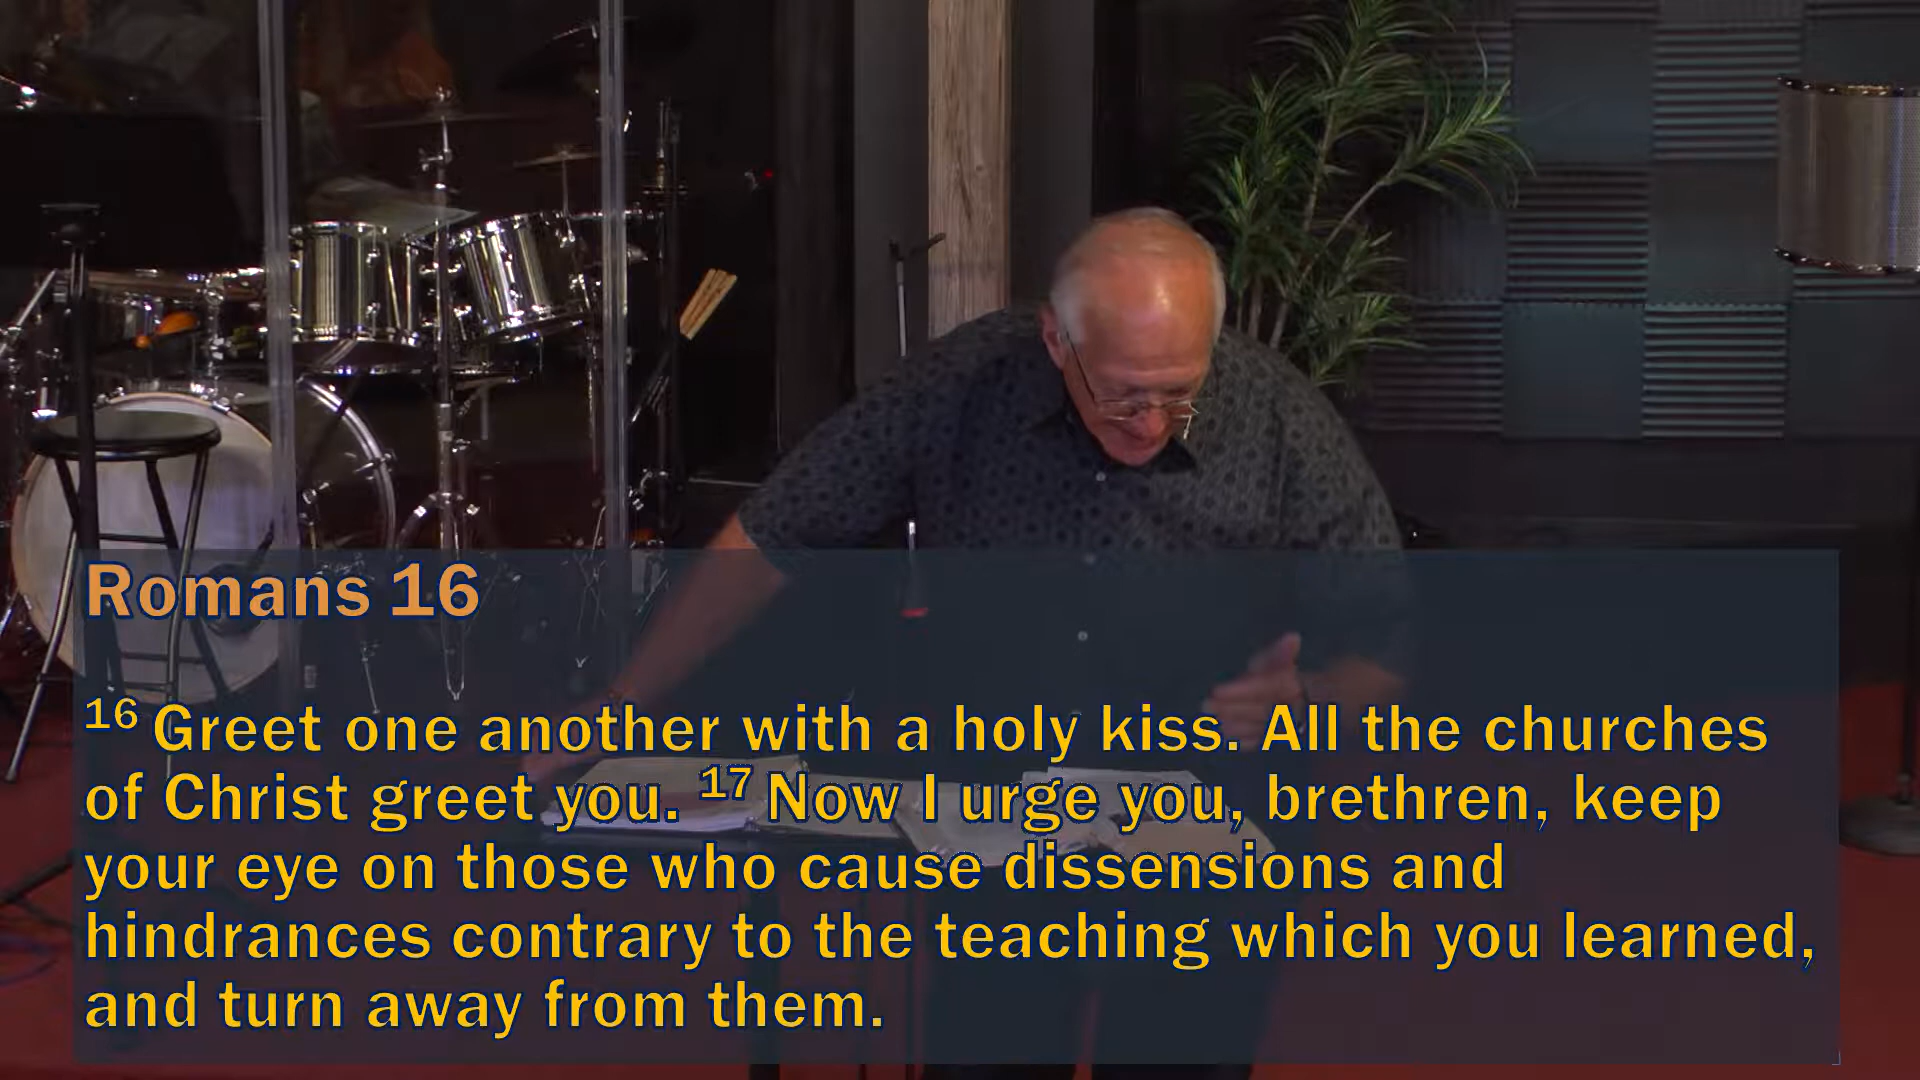 Romans 16
16 Greet one another with a holy kiss. All the churches
of Christ greet you. 17 Now I urge you, brethren, keep
your eye on those who cause dissensions and
hindrances contrary to the teaching which you learned,
and turn away from them.